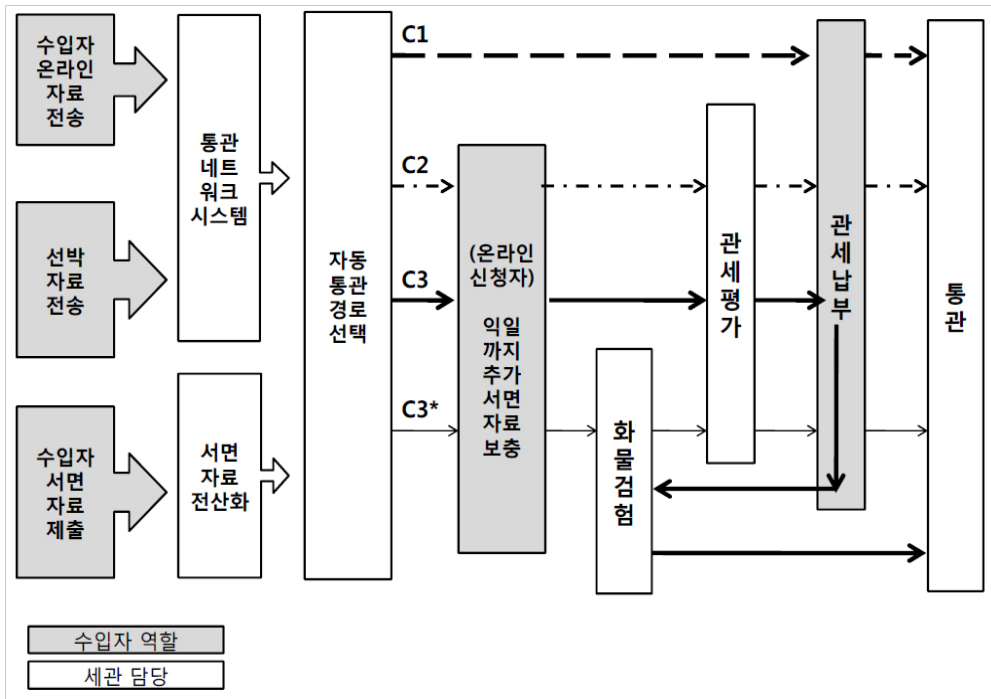 수입자
온라인
자료
전송
선박
자료
전송
수입자
서면
자료
제출
통관
네트
워크
시스템
서면
자료
전산화
자동
통관
경로
선택
C1
C2
C3
C3*
(온라인
신청자)
익일
까지
추가
서면
자료
보충
화
물
검
험
관
세
평
가
관
세
납
부
통
관
수입자 역할
세관 담당